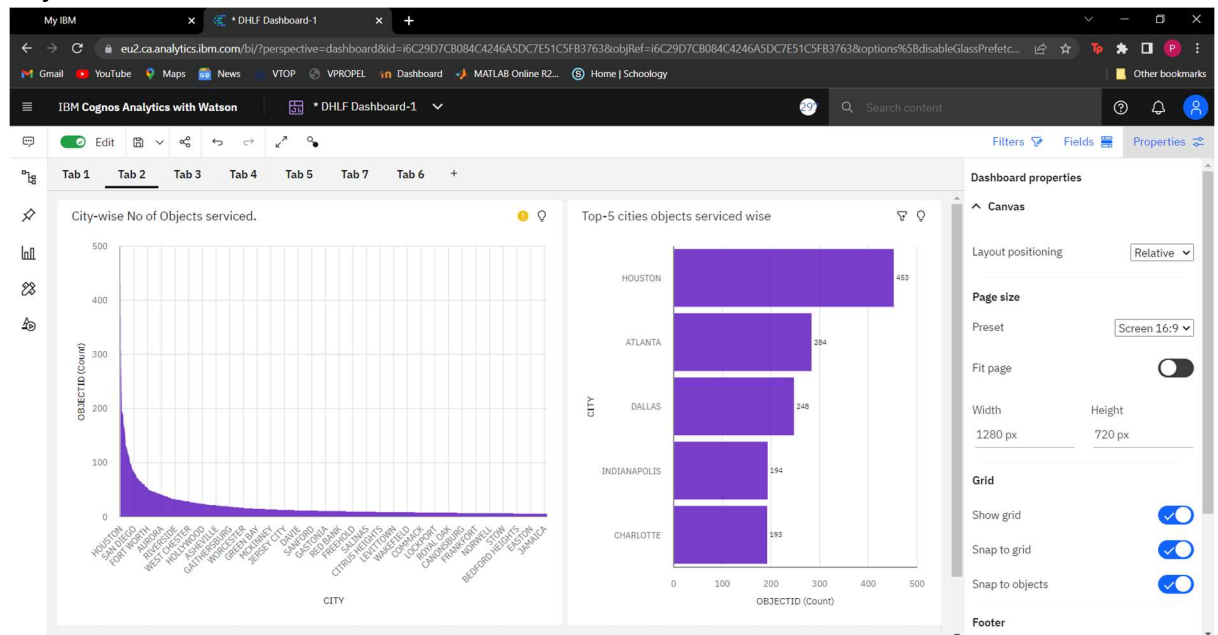 My IBM
* DHLF Dashboard-1
eu2.ca.analytics.ibm.com/bi/?perspective=dashboard&id=i6C29D7CB084C4246A5DC7E51C5FB3763&objRef=i6C29D7CB084C4246A5DC7E51C5FB3763&options%5BdisableGlassPrefetc...
Tp
P
Gmail YouTube Maps News VTOP VPROPEL Dashboard MATLAB Online R2... Home | Schoology Other bookmarks
IBM Cognos Analytics with Watson
* DHLF Dashboard-1
29°
Search content
Edit
Filters Fields Properties
Tab 1 Tab 2 Tab 3 Tab 4 Tab 5 Tab 7 Tab 6 +
City-wise No of Objects serviced.
OBJECTID (Count)
500
400
300
200
100
0
HOUSTON
SAN DIEGO
FORT WORTH
AURORA
RIVERSIDE
WEST CHESTER
HOLLYWOOD
ASHEVILLE
GAITHERSBURG
WORCESTER
GREEN BAY
MCKINNEY
JERSEY CITY
DAVIE
SANFORD
GASTONIA
RED BANK
FREEHOLD
SALINAS
CITRUS HEIGHTS
LEVITTOWN
WAKEFIELD
COMMACK
LOCKPORT
ROYAL OAK
CANONSBURG
FRANKFORT
NORWELL
BEDFORD HEIGHTS
EASTON
JAMAICA
CITY
Top-5 cities objects serviced wise
CITY
HOUSTON 453
ATLANTA 284
DALLAS 248
INDIANAPOLIS 194
CHARLOTTE 193
0 100 200 300 400 500
OBJECTID (Count)
Dashboard properties
Canvas
Layout positioning Relative
Page size
Preset Screen 16:9
Fit page
Width Height
1280 px 720 px
Grid
Show grid
Snap to grid
Snap to objects
Footer